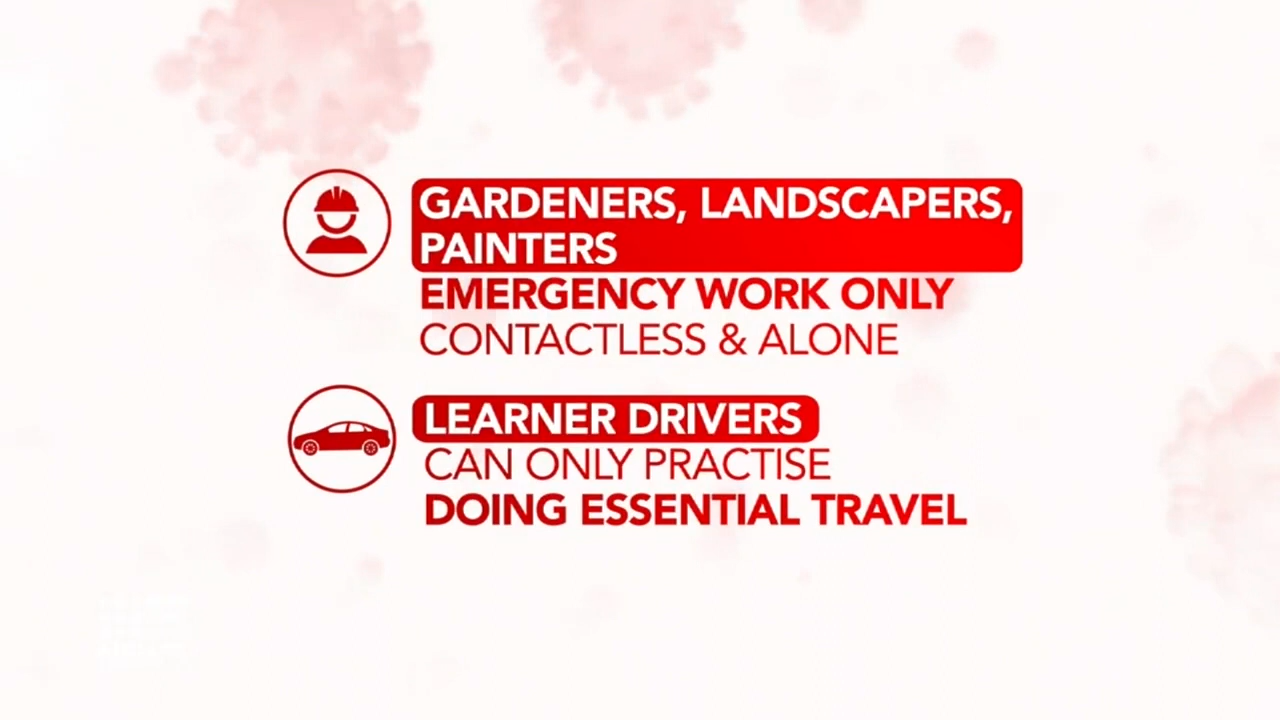 GARDENERS, LANDSCAPERS,
PAINTERS
EMERGENCY WORK ONLY
CONTACTLESS & ALONE
LEARNER DRIVERS
CAN ONLY PRACTISE
DOING ESSENTIAL TRAVEL